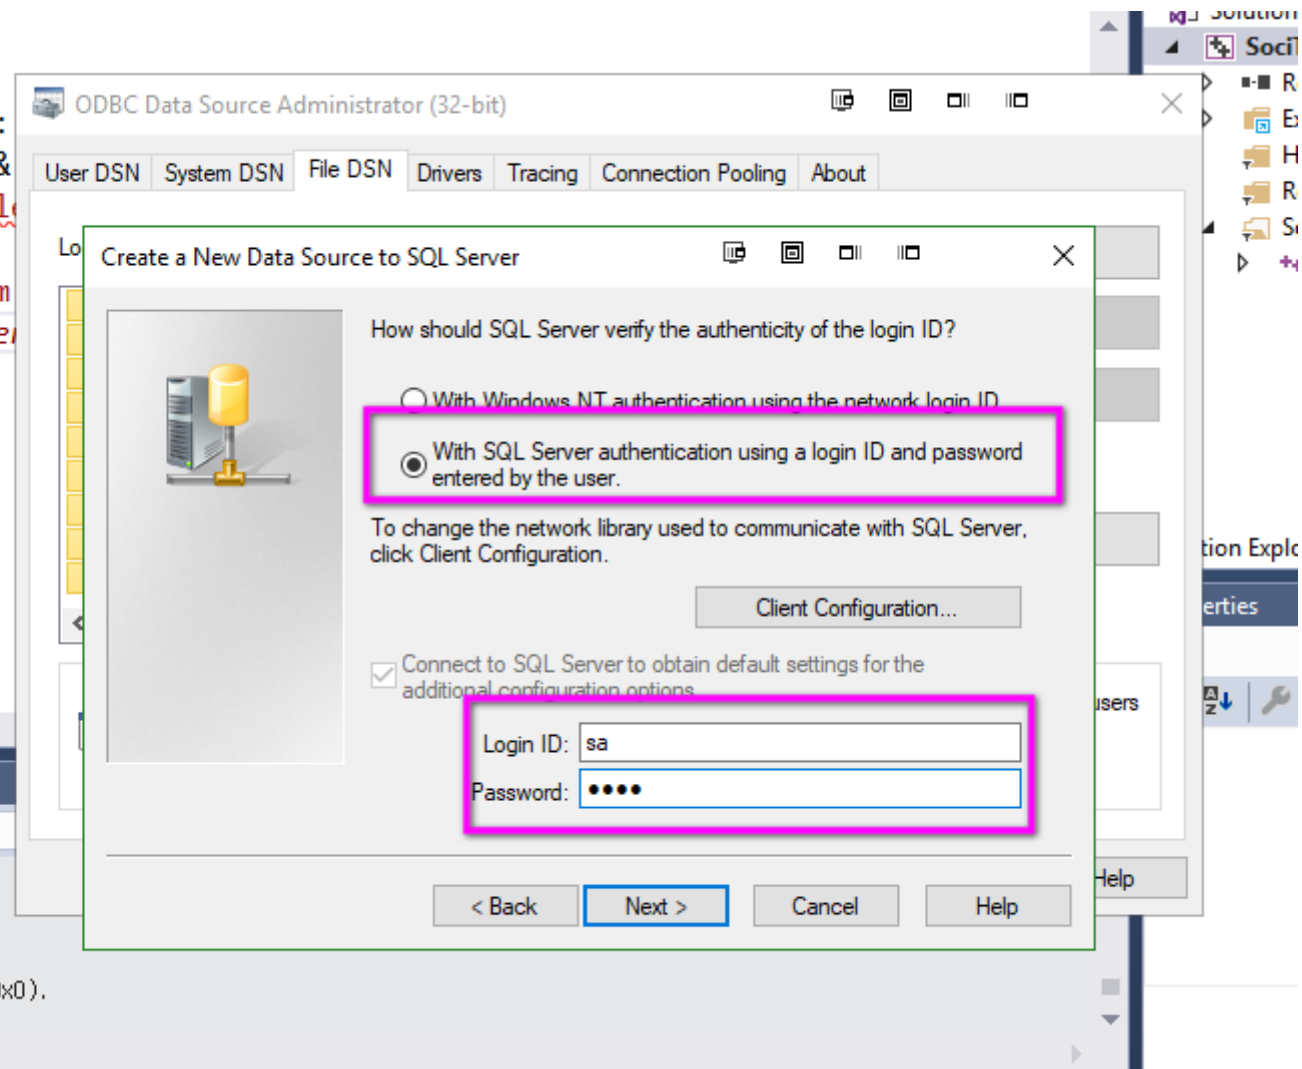 Solution
SociT
ODBC Data Source Administrator (32-bit)
User DSN System DSN File DSN Drivers Tracing Connection Pooling About
Lo
Create a New Data Source to SQL Server
How should SQL Server verify the authenticity of the login ID?
With Windows NT authentication using the network login ID.
With SQL Server authentication using a login ID and password
entered by the user.
To change the network library used to communicate with SQL Server,
click Client Configuration.
tion Explo
Client Configuration...
erties
Connect to SQL Server to obtain default settings for the
additional configuration options.
users
Login ID: sa
Password: ••••
Help
< Back Next > Cancel Help
0x0).